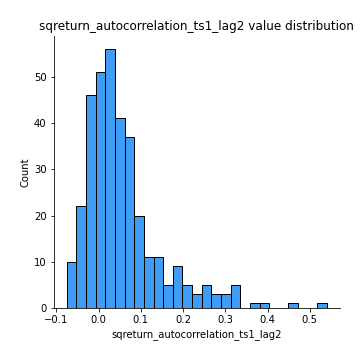 sqreturn_autocorrelation_ts1_lag2 value distribution
50
40
30
20
10
0
Count
−0.1 0.0 0.1 0.2 0.3 0.4 0.5
sqreturn_autocorrelation_ts1_lag2